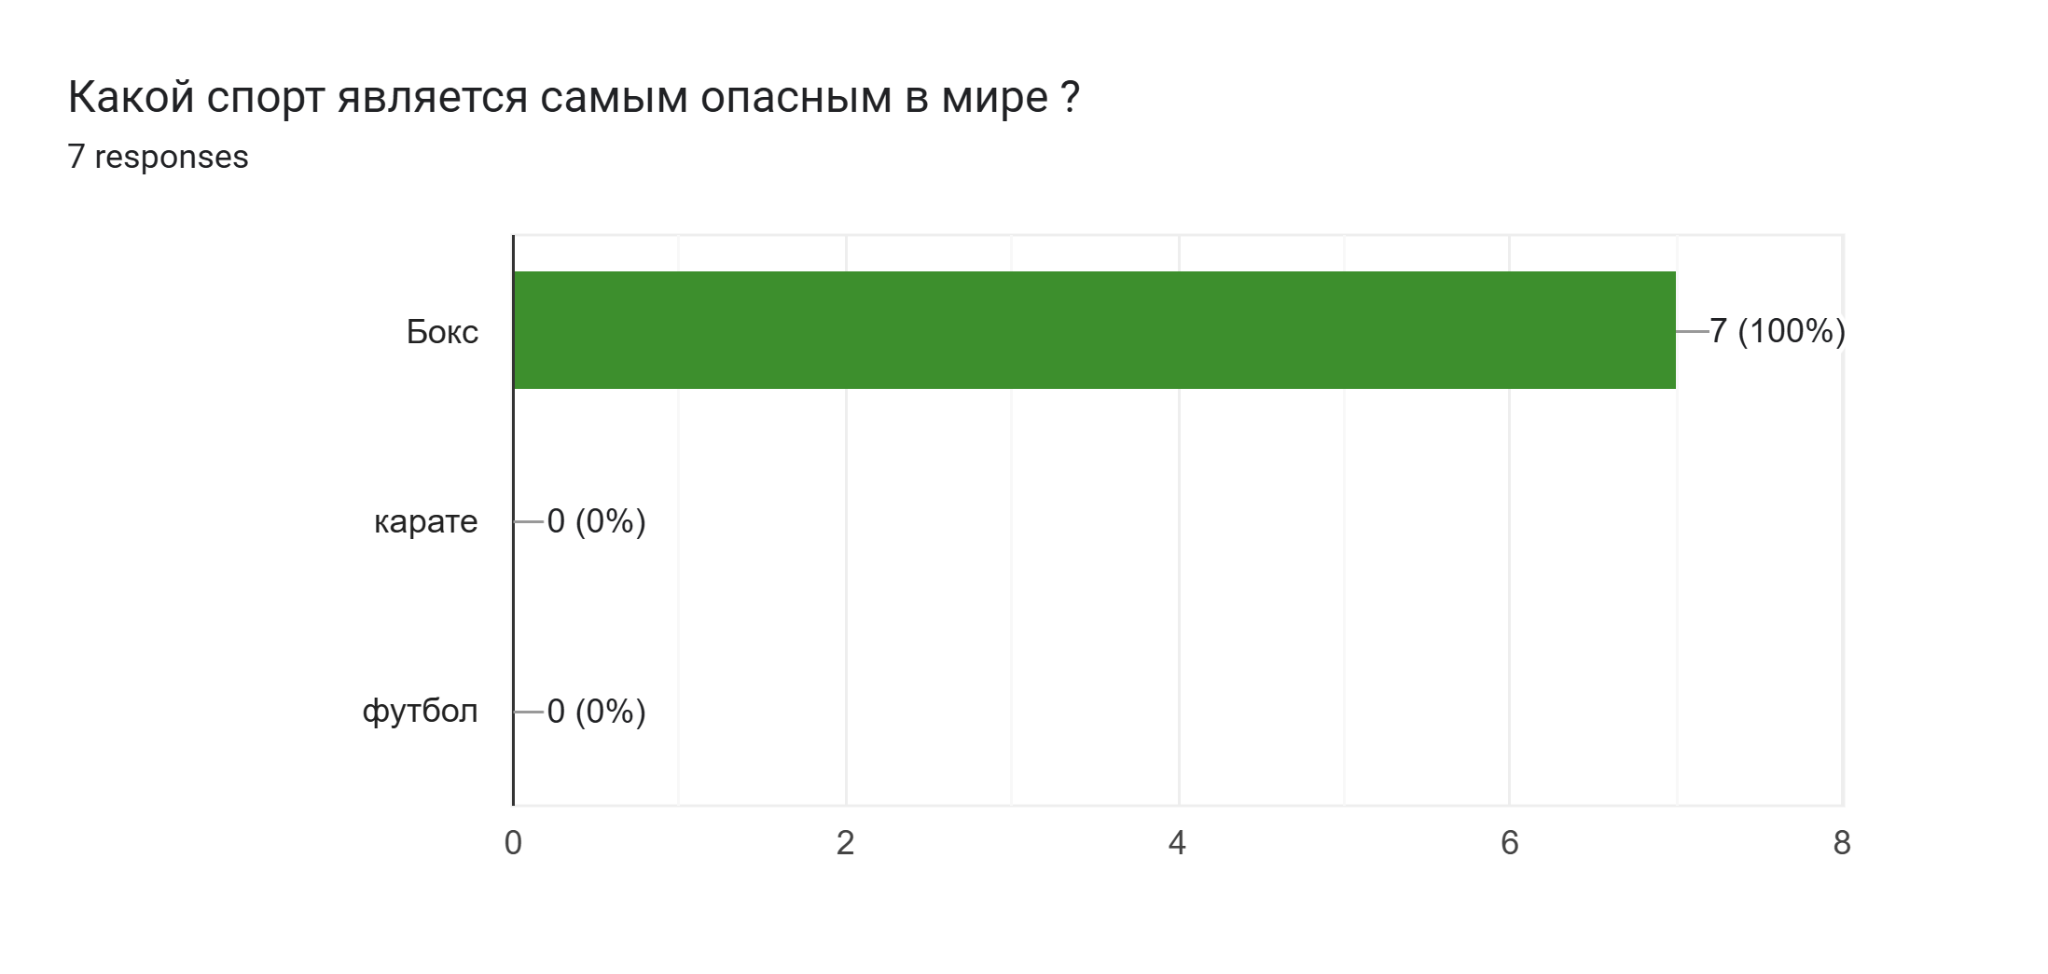 Какой спорт является самым опасным в мире ?
7 responses
Бокс
7 (100%)
карате
0 (0%)
футбол
0 (0%)
0 2 4 6 8